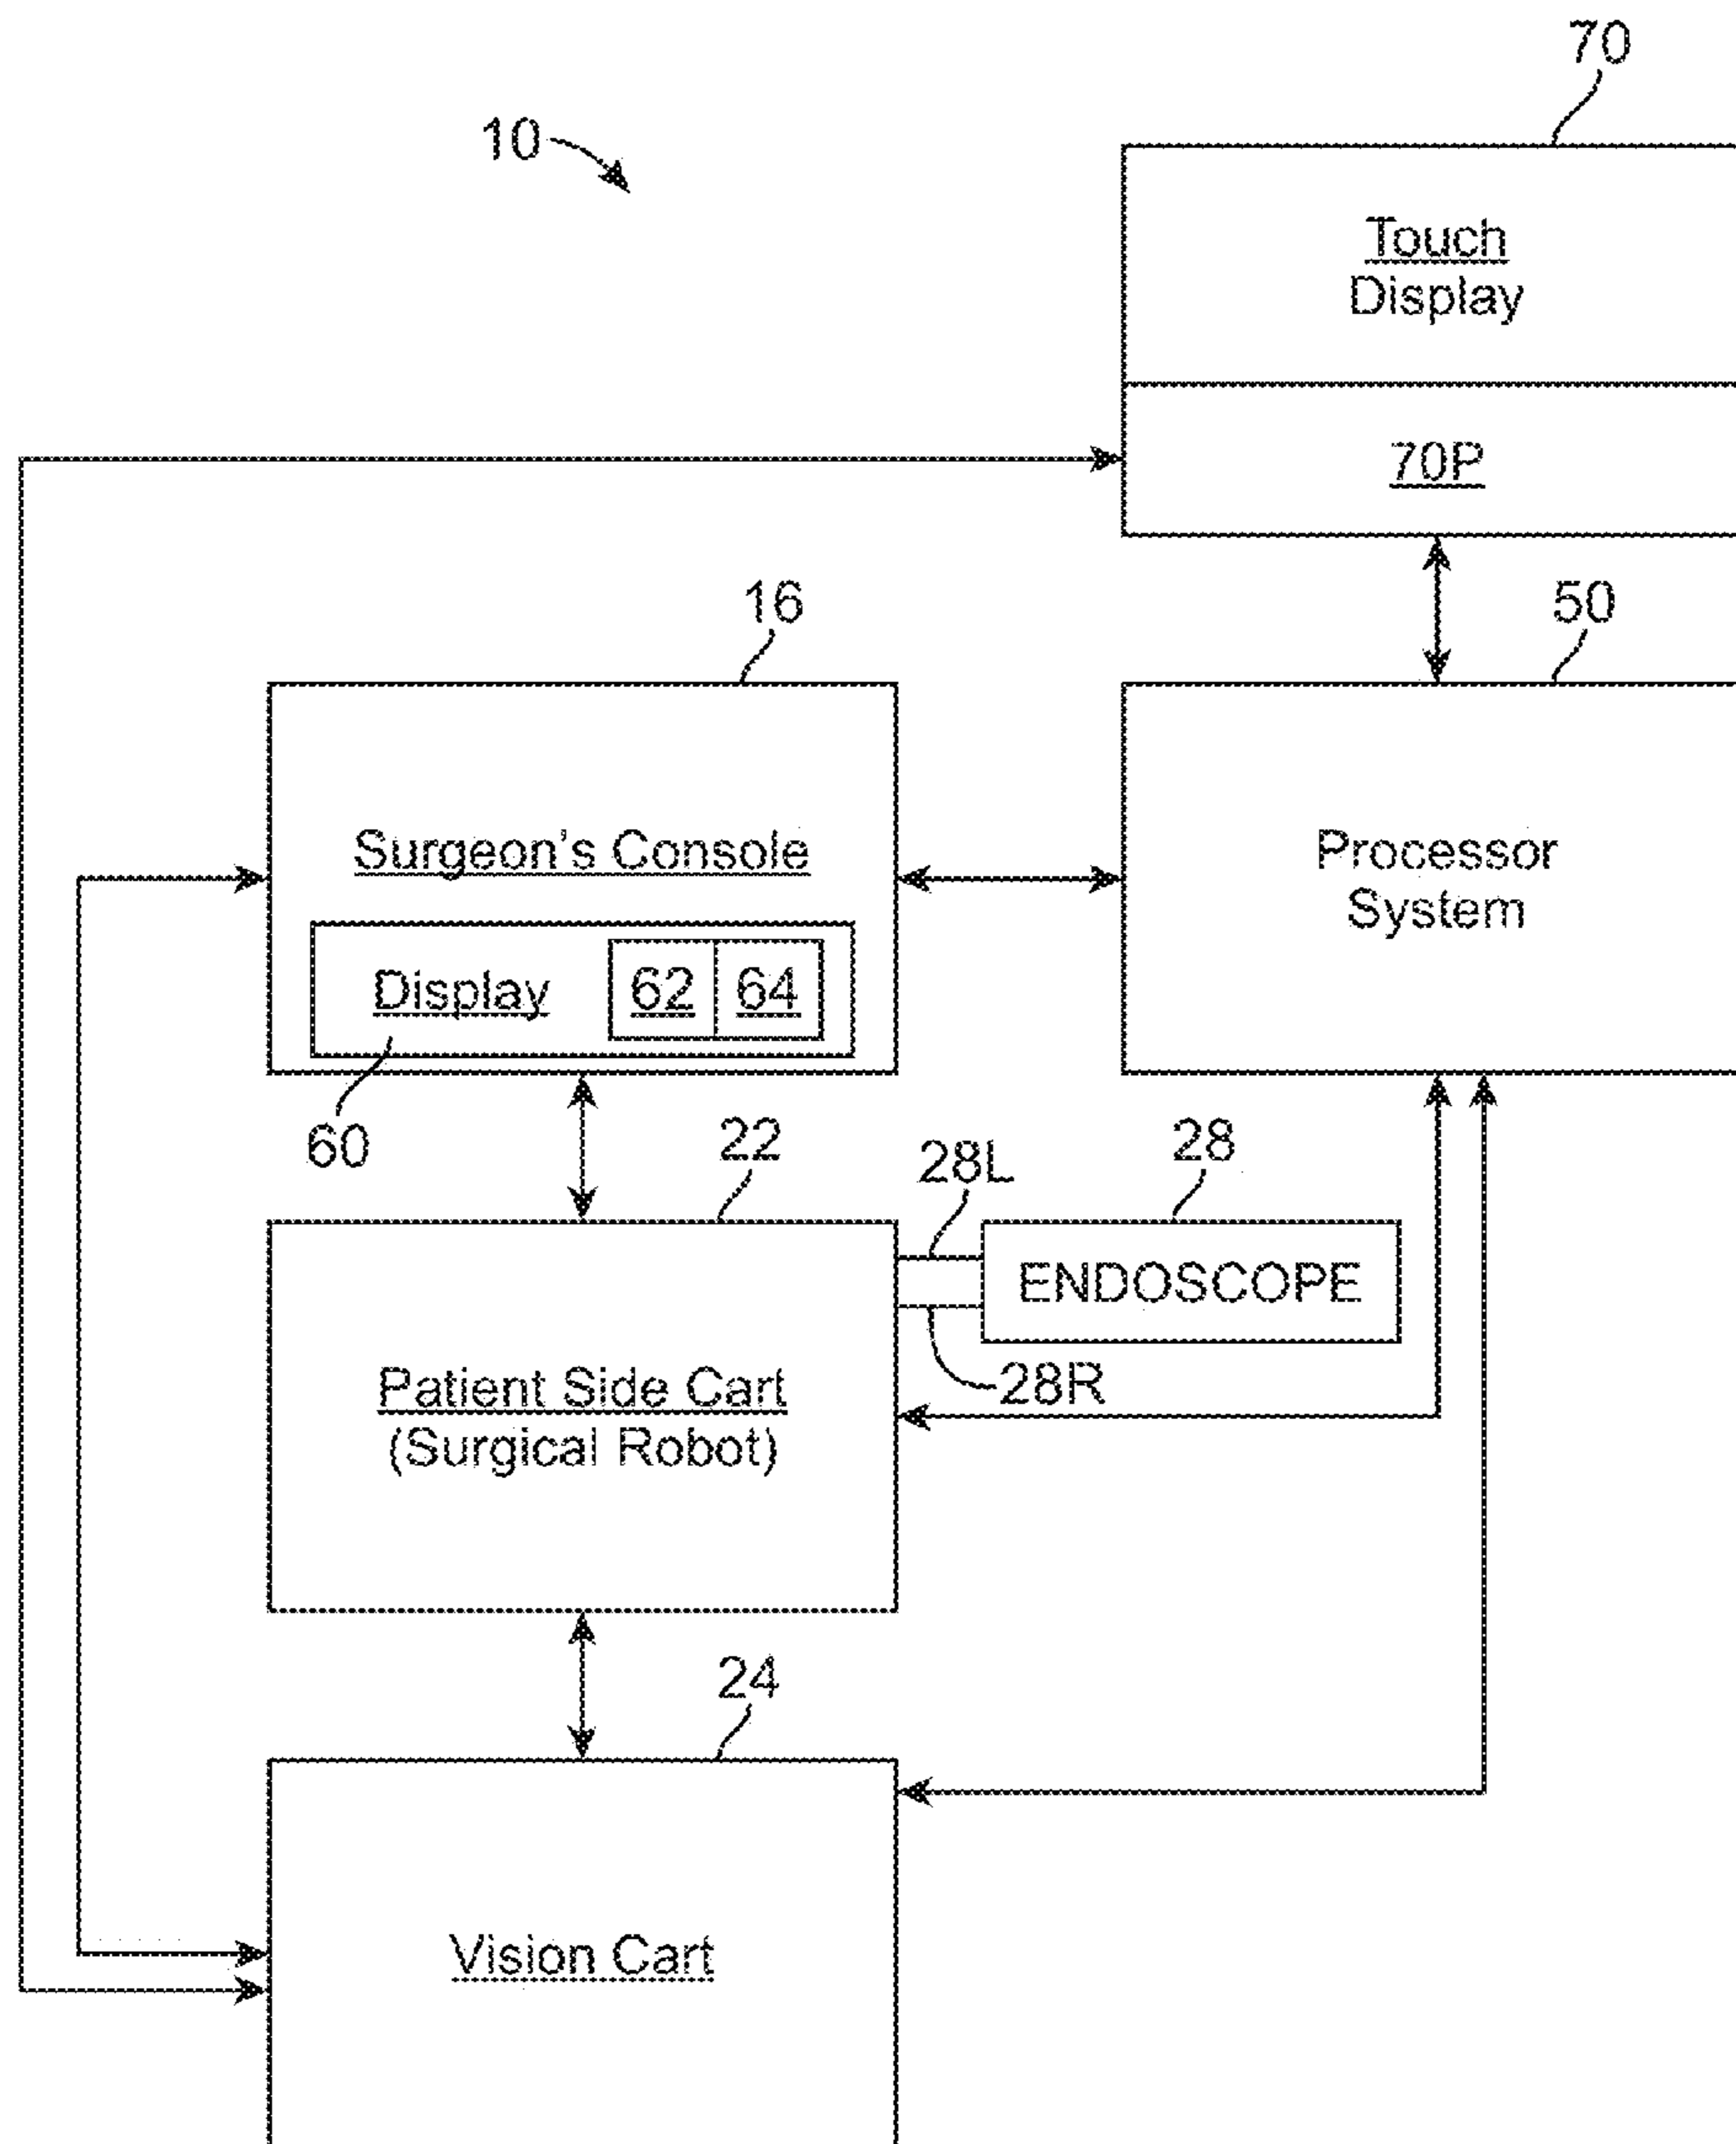 70
10
Touch
Display
70P
16
50
Surgeon's Console
Processor
System
Display
62
64
60
22
28L
28
ENDOSCOPE
28R
Patient Side Cart
(Surgical Robot)
24
Vision Cart